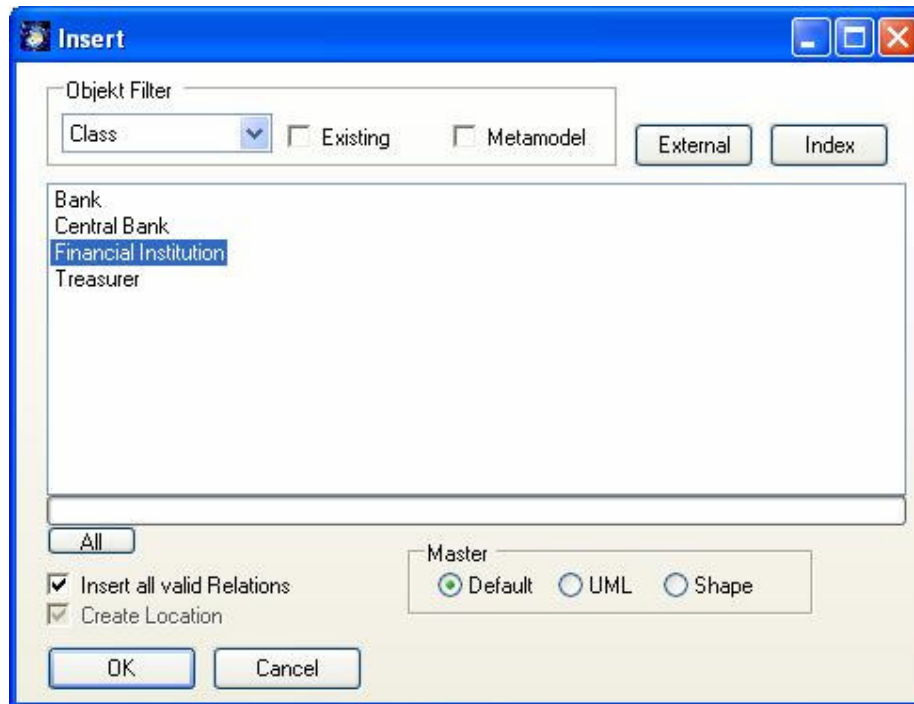 Insert
Objekt Filter
Class Existing Metamodel External Index
Bank
Central Bank
Financial Institution
Treasurer
All
Master
Insert all valid Relations Default UML Shape
Create Location
OK Cancel